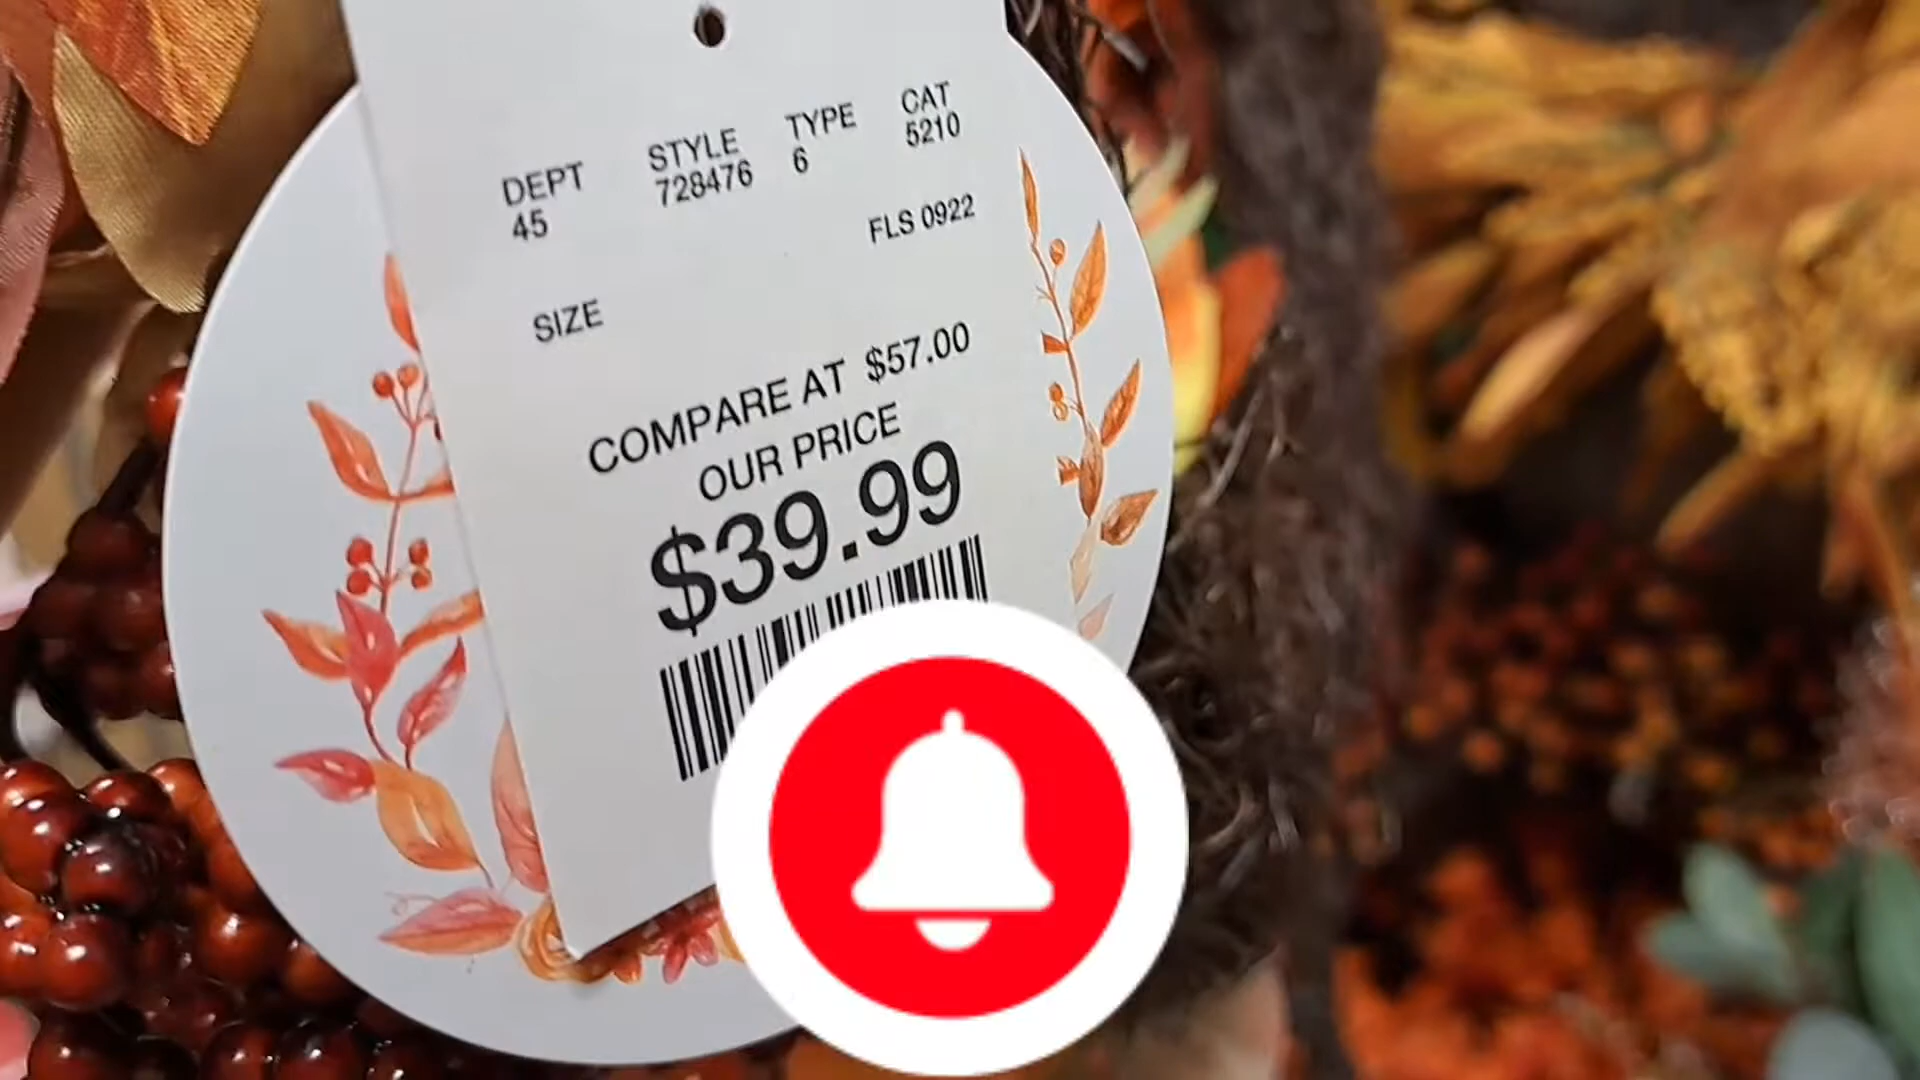 DEPT STYLE TYPE CAT
45 728476 6 5210
FLS 0922
SIZE
COMPARE AT $57.00
OUR PRICE
$39.99